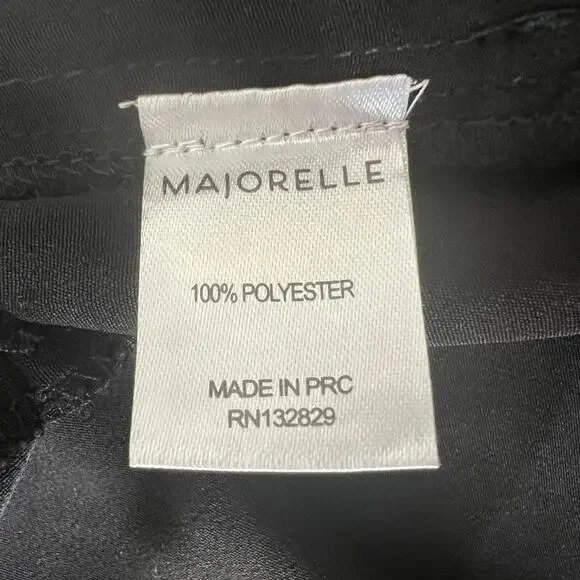 MAJORELLE
100% POLYESTER
MADE IN PRC
RN132829